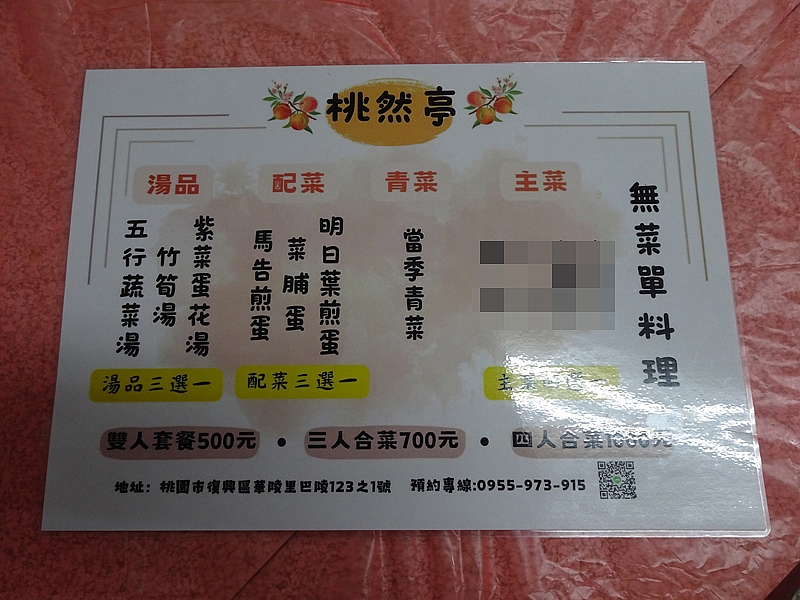 桃然亭
無菜單料理
主菜
青菜
當季青菜
配菜
明日葉煎蛋
菜脯蛋
馬告煎蛋
配菜三選一
湯品
紫菜蛋花湯
竹筍湯
五行蔬菜湯
湯品三選一
雙人套餐500元 • 三人合菜700元 • 四人合菜
地址：桃園市復興區華陵里巴陵123之1號 預約專線:0955-973-915